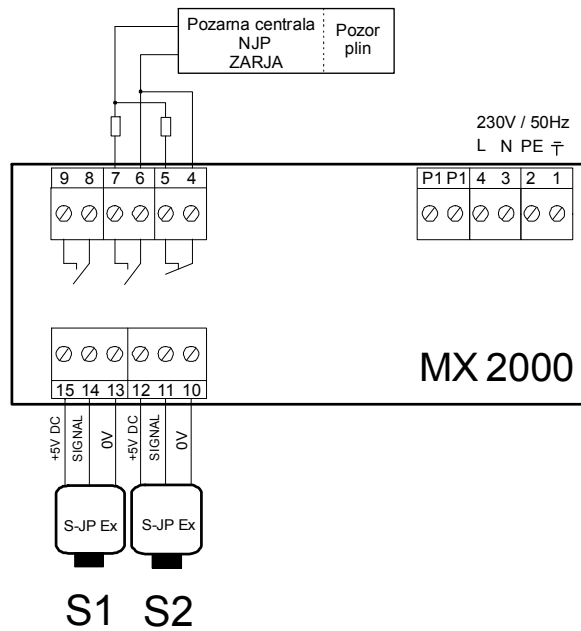 Pozarna centrala
NJP
ZARJA
Pozor
plin
230V / 50Hz
L N PE
9 8 7 6 5 4
P1 P1 4 3 2 1
MX 2000
15 14 13 12 11 10
+5V DC
SIGNAL
0V
+5V DC
SIGNAL
0V
S-JP Ex
S-JP Ex
S1 S2